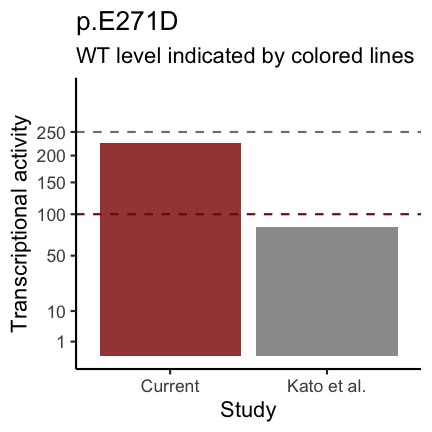 p.E271D
WT level indicated by colored lines
Transcriptional activity
250
200
150
100
50
10
1
Current Kato et al.
Study